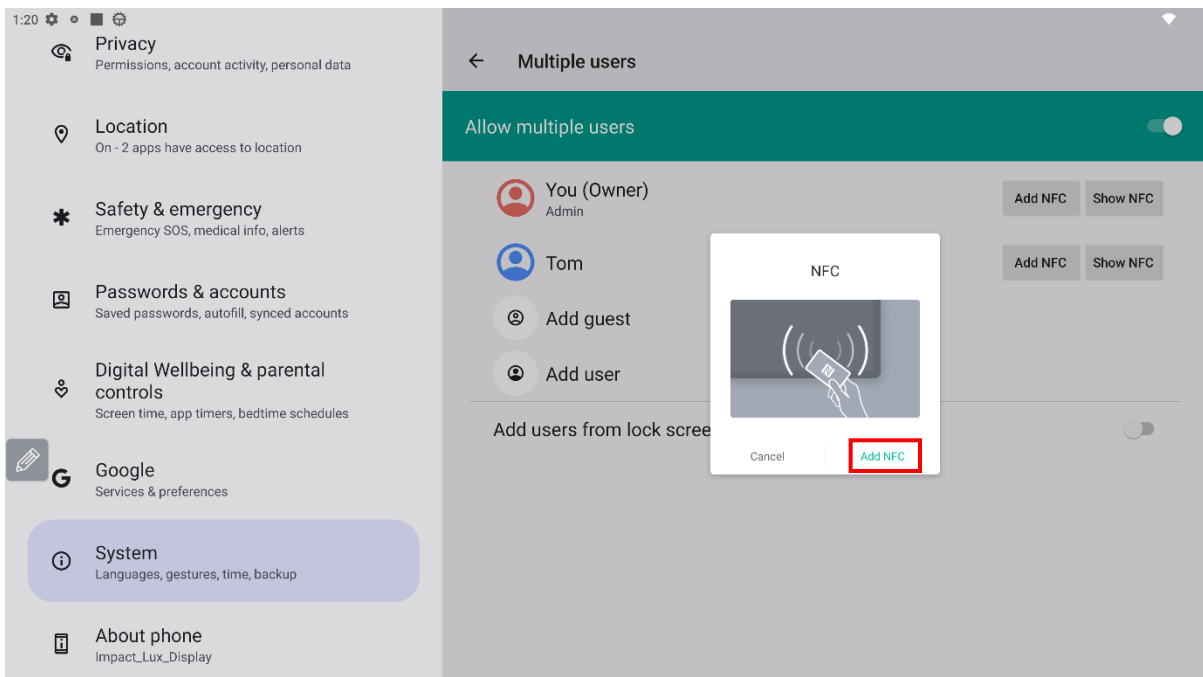 1:20
Privacy
Permissions, account activity, personal data
Location
On - 2 apps have access to location
Safety & emergency
Emergency SOS, medical info, alerts
Passwords & accounts
Saved passwords, autofill, synced accounts
Digital Wellbeing & parental
controls
Screen time, app timers, bedtime schedules
Google
Services & preferences
System
Languages, gestures, time, backup
About phone
Impact_Lux_Display
Multiple users
Allow multiple users
You (Owner)
Admin
Add NFC Show NFC
Tom
Add NFC Show NFC
Add guest
Add user
Add users from lock scree
NFC
Cancel Add NFC